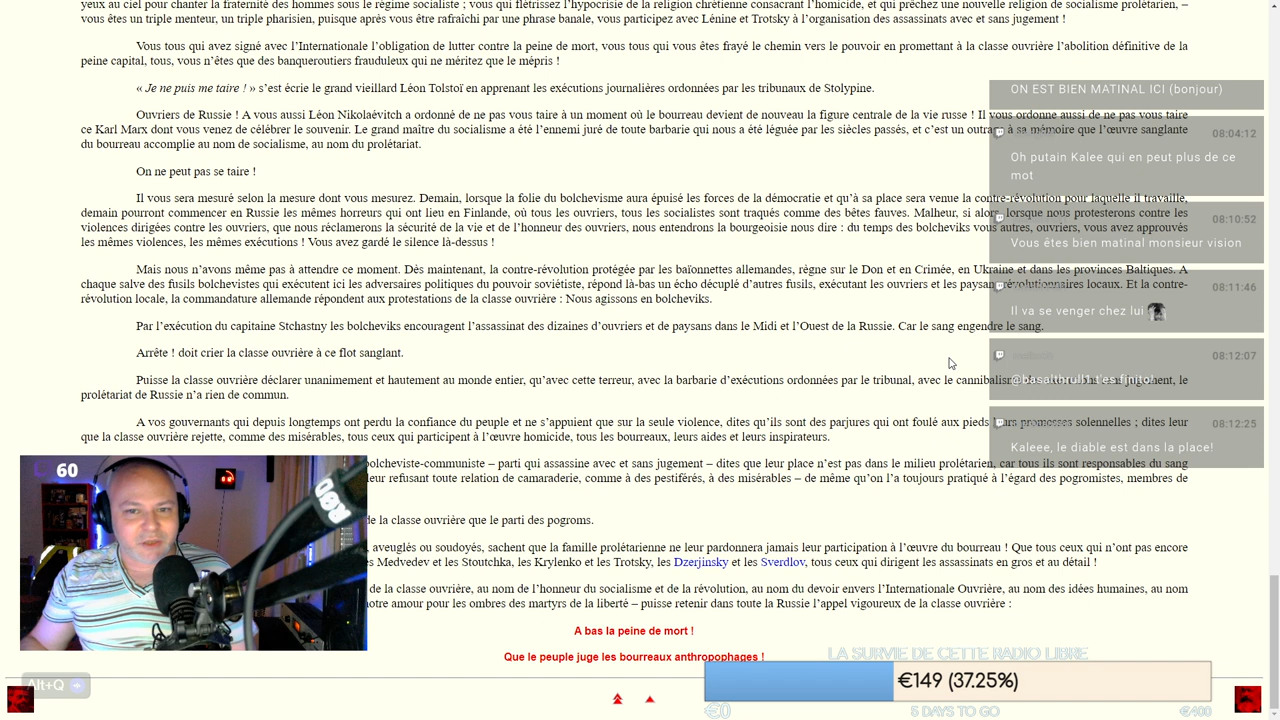 yeux au ciel pour chanter la fraternité des hommes sous le régime socialiste ; vous qui flétrissez l’hypocrisie de la religion chrétienne consacrant l’homicide, et qui prêchez une nouvelle religion de socialisme prolétarien, –
vous êtes un triple menteur, un triple pharisien, puisque après vous être rafraîchi par une phrase banale, vous participez avec Lénine et Trotsky à l’organisation des assassinats avec et sans jugement !
Vous tous qui avez signé avec l’Internationale l’obligation de lutter contre la peine de mort, vous tous qui vous êtes frayé le chemin vers le pouvoir en promettant à la classe ouvrière l’abolition définitive de la
peine capital, tous, vous n’êtes que des banqueroutiers frauduleux qui ne méritez que le mépris !
« Je ne puis me taire ! » s’est écrie le grand vieillard Léon Tolstoï en apprenant les exécutions journalières ordonnées par les tribunaux de Stolypine.
Ouvriers de Russie ! A vous aussi Léon Nikolaévitch a ordonné de ne pas vous taire à un moment où le bourreau devient de nouveau la figure centrale de la vie russe ! Il vous ordonne aussi de ne pas vous taire
ce Karl Marx dont vous venez de célébrer le souvenir. Le grand maître du socialisme a été l’ennemi juré de toute barbarie qui nous a été léguée par les siècles passés, et c’est un à sa mémoire que l’œuvre sanglante
du bourreau accomplie au nom de socialisme, au nom du prolétariat.
On ne peut pas se taire !
Il vous sera mesuré selon la mesure dont vous mesurez. Demain, lorsque la folie du bolchevisme aura épuisé les forces de la démocratie et qu’à sa place sera venue la contre-révolution pour laquelle il travaille,
demain pourront commencer en Russie les mêmes horreurs qui ont lieu en Finlande, où tous les ouvriers, tous les socialistes sont traqués comme des bêtes fauves. Malheur, si alors lorsque nous protesterons contre les
violences dirigées contre les ouvriers, que nous réclamerons la sécurité de la vie et de l’honneur des ouvriers, nous entendrons la bourgeoisie nous dire : du temps des bolcheviks vous autres, ouvriers, vous avez approuvés
les mêmes violences, les mêmes exécutions ! Vous avez gardé le silence là-dessus !
Mais nous n’avons même pas à attendre ce moment. Dès maintenant, la contre-révolution protégée par les baïonnettes allemandes, règne sur le Don et en Crimée, en Ukraine et dans les provinces Baltiques. A
chaque salve des fusils bolchevistes qui exécutent ici les adversaires politiques du pouvoir soviétiste, répond là-bas un écho décuplé d’autres fusils, exécutant les ouvriers et les paysans révolutionnaires locaux. Et la contre-
révolution locale, la commandature allemande répondent aux protestations de la classe ouvrière : Nous agissons en bolcheviks.
Par l’exécution du capitaine Stchastny les bolcheviks encouragent l’assassinat des dizaines d’ouvriers et de paysans dans le Midi et l’Ouest de la Russie. Car le sang engendre le sang.
Arrête ! doit crier la classe ouvrière à ce flot sanglant.
Puisse la classe ouvrière déclarer unanimement et hautement au monde entier, qu’avec cette terreur, avec la barbarie d’exécutions ordonnées par le tribunal, avec le le
prolétariat de Russie n’a rien de commun.
A vos gouvernants qui depuis longtemps ont perdu la confiance du peuple et ne s’appuient que sur la seule violence, dites qu’ils sont des parjures qui ont foulé aux pieds leurs promesses solennelles ; dites leur
que la classe ouvrière rejette, comme des misérables, tous ceux qui participent à l’œuvre homicide, tous les bourreaux, leurs aides et leurs inspirateurs.
bolcheviste-communiste – parti qui assassine avec et sans jugement – dites que leur place n’est pas dans le milieu prolétarien, car tous ils sont responsables du sang
leur refusant toute relation de camaraderie, comme à des pestiférés, à des misérables – de même qu’on l’a toujours pratiqué à l’égard des pogromistes, membres de
de la classe ouvrière que le parti des pogroms.
, aveuglés ou soudoyés, sachent que la famille prolétarienne ne leur pardonnera jamais leur participation à l’œuvre du bourreau ! Que tous ceux qui n’ont pas encore
Medvedev et les Stoutchka, les Krylenko et les Trotsky, les Dzerjinsky et les Sverdlov, tous ceux qui dirigent les assassinats en gros et au détail !
de la classe ouvrière, au nom de l’honneur du socialisme et de la révolution, au nom du devoir envers l’Internationale Ouvrière, au nom des idées humaines, au nom
notre amour pour les ombres des martyrs de la liberté – puisse retenir dans toute la Russie l’appel vigoureux de la classe ouvrière :
A bas la peine de mort !
Que le peuple juge les bourreaux anthropophages !
ON EST BIEN MATINAL ICI (bonjour)
08:04:12
Oh putain Kalee qui en peut plus de ce
mot
08:10:52
Vous êtes bien matinal monsieur vision
08:11:46
Il va se venger chez lui
08:12:07
t'es finito!
08:12:25
Kaleee, le diable est dans la place!
60
RBD
Alt+Q
LA SURVIE DE CETTE RADIO LIBRE
€149 (37.25%)
€0
5 DAYS TO GO
€400